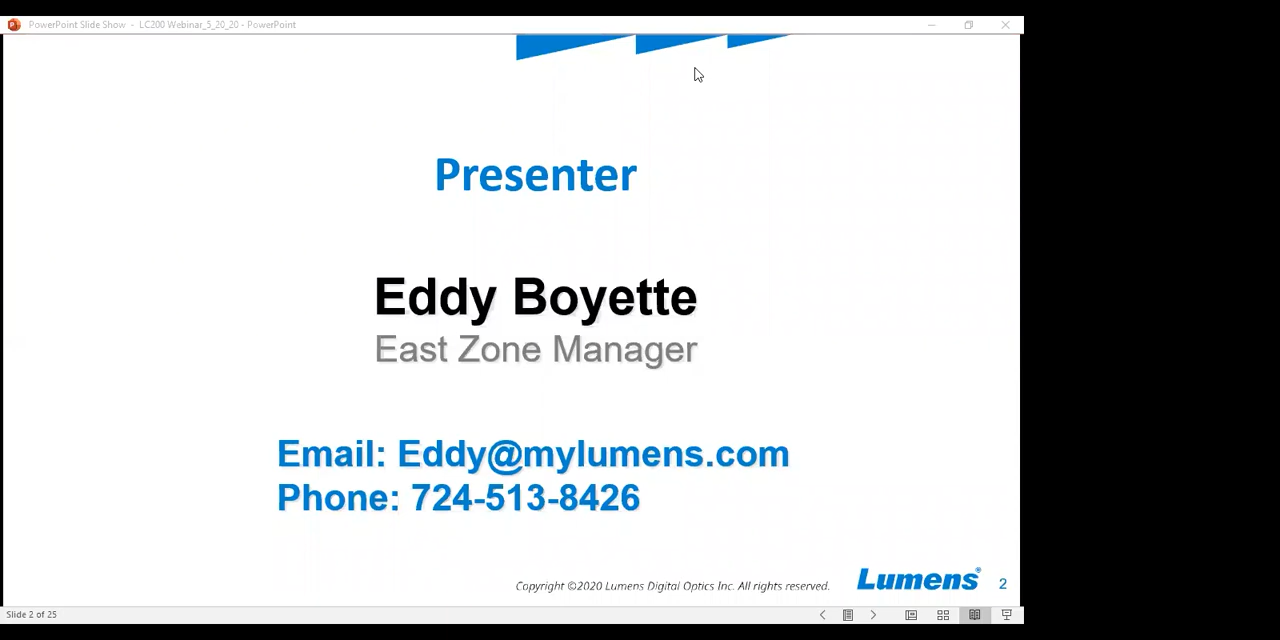 PowerPoint Slide Show - LC200 Webinar_5_20_20 - PowerPoint
Presenter
Eddy Boyette
East Zone Manager
Email: Eddy@mylumens.com
Phone: 724-513-8426
Copyright ©2020 Lumens Digital Optics Inc. All rights reserved.
Lumens® 2
Slide 2 of 25